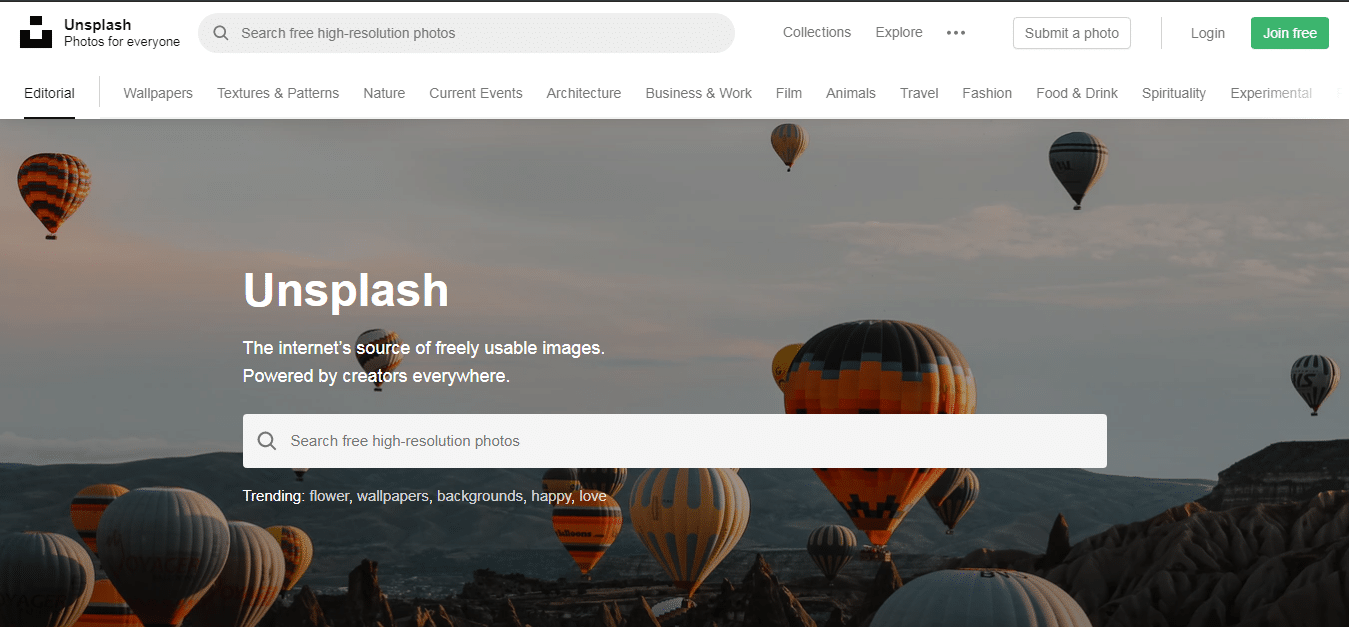 Unsplash
Photos for everyone
Search free high-resolution photos
Collections
Explore
Submit a photo
Login
Join free
Editorial
Wallpapers
Textures & Patterns
Nature
Current Events
Architecture
Business & Work
Film
Animals
Travel
Fashion
Food & Drink
Spirituality
Experimental
Unsplash
The internet’s source of freely usable images.
Powered by creators everywhere.
Search free high-resolution photos
Trending: flower, wallpapers, backgrounds, happy, love
BVS